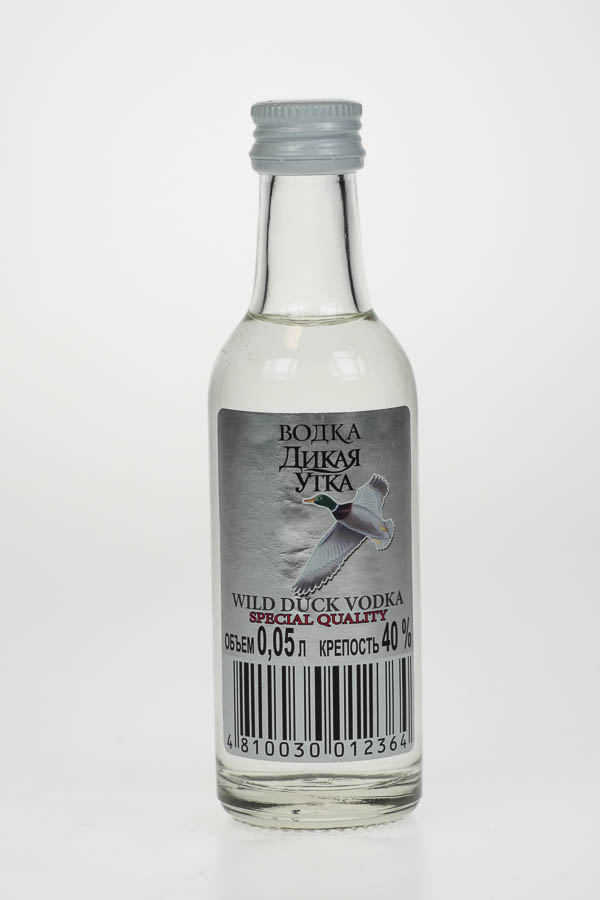 ВОДКА
ДИКАЯ
УТКА
WILD DUCK VODKA
SPECIAL QUALITY
ОБЪЕМ 0,05 Л КРЕПОСТЬ 40 %
4 810030 012364